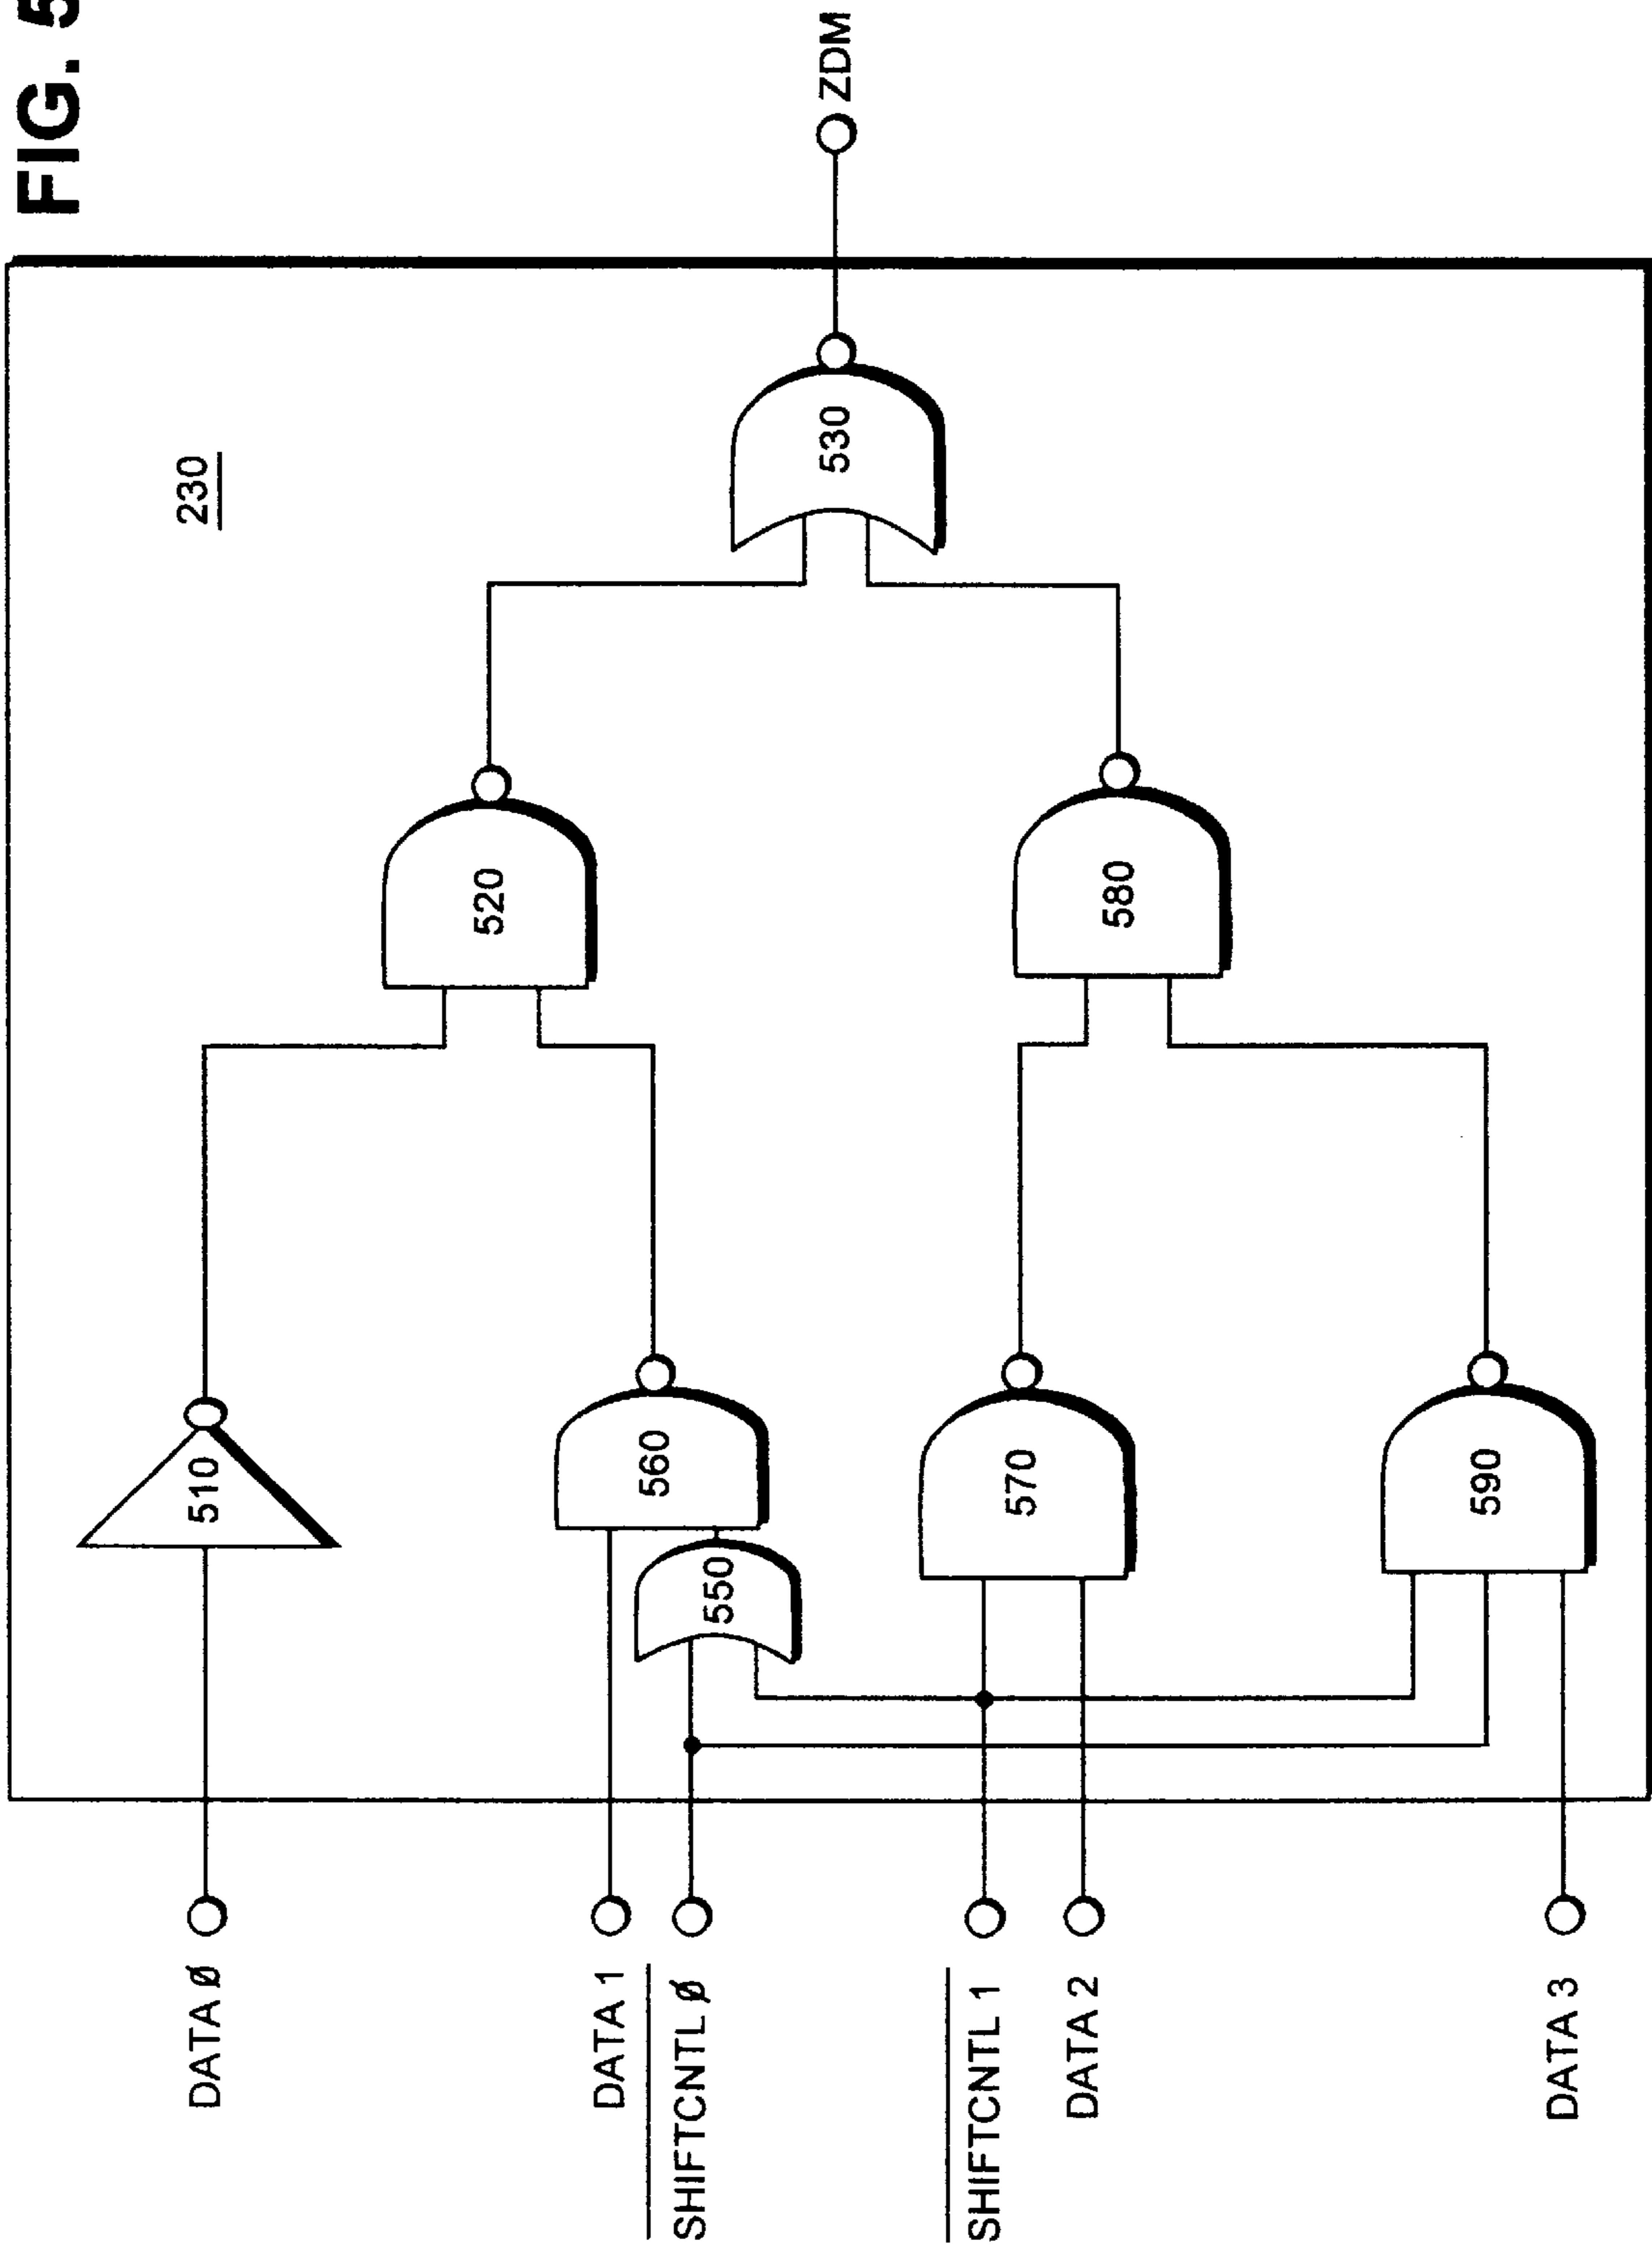 FIG. 5
230
DATA Ø
DATA 1
SHIFTCNTL Ø
SHIFTCNTL 1
DATA 2
DATA 3
510
560
550
570
590
520
580
530
ZDM